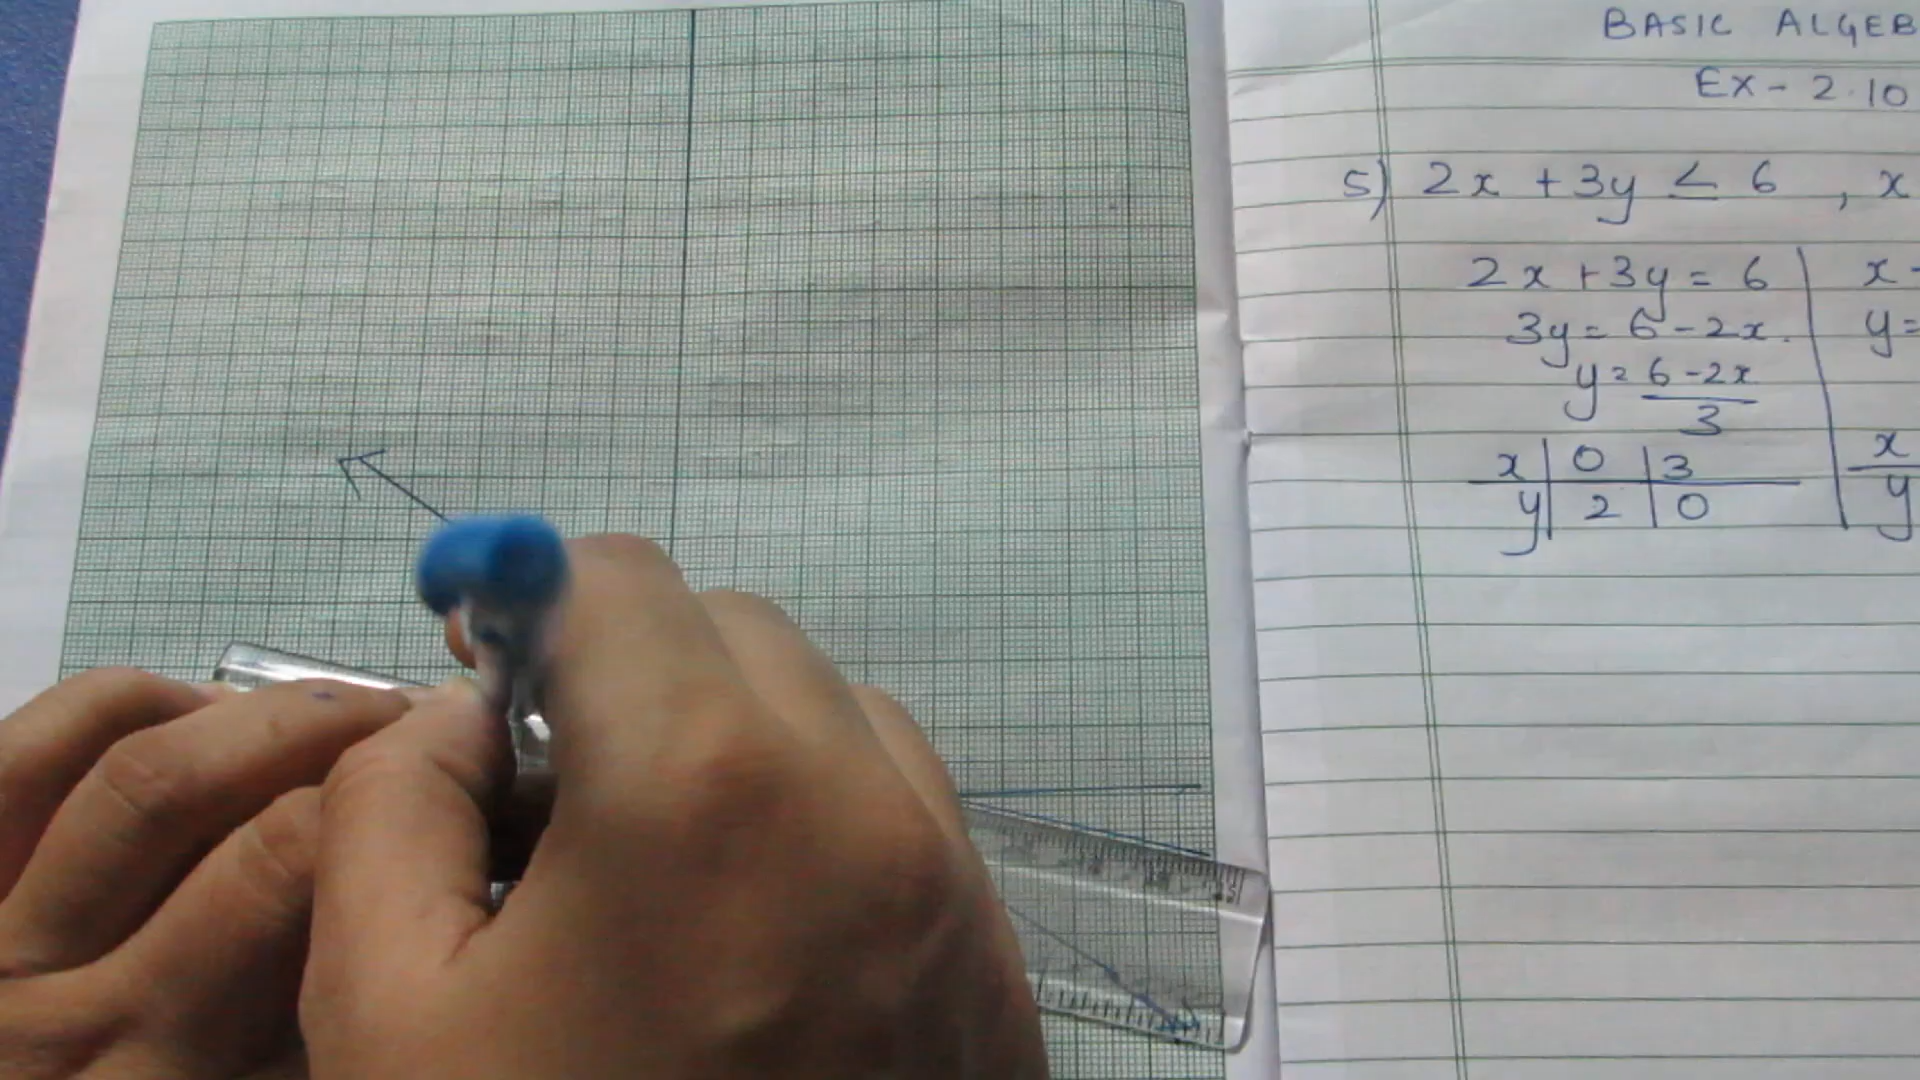 BASIC ALGEB
EX - 2.10
5) 2x + 3y ≤ 6 , x
2x + 3y = 6 | x -
3y = 6 - 2x. y =
y = 6 - 2x
3
x | 0 | 3 x
y | 2 | 0 y